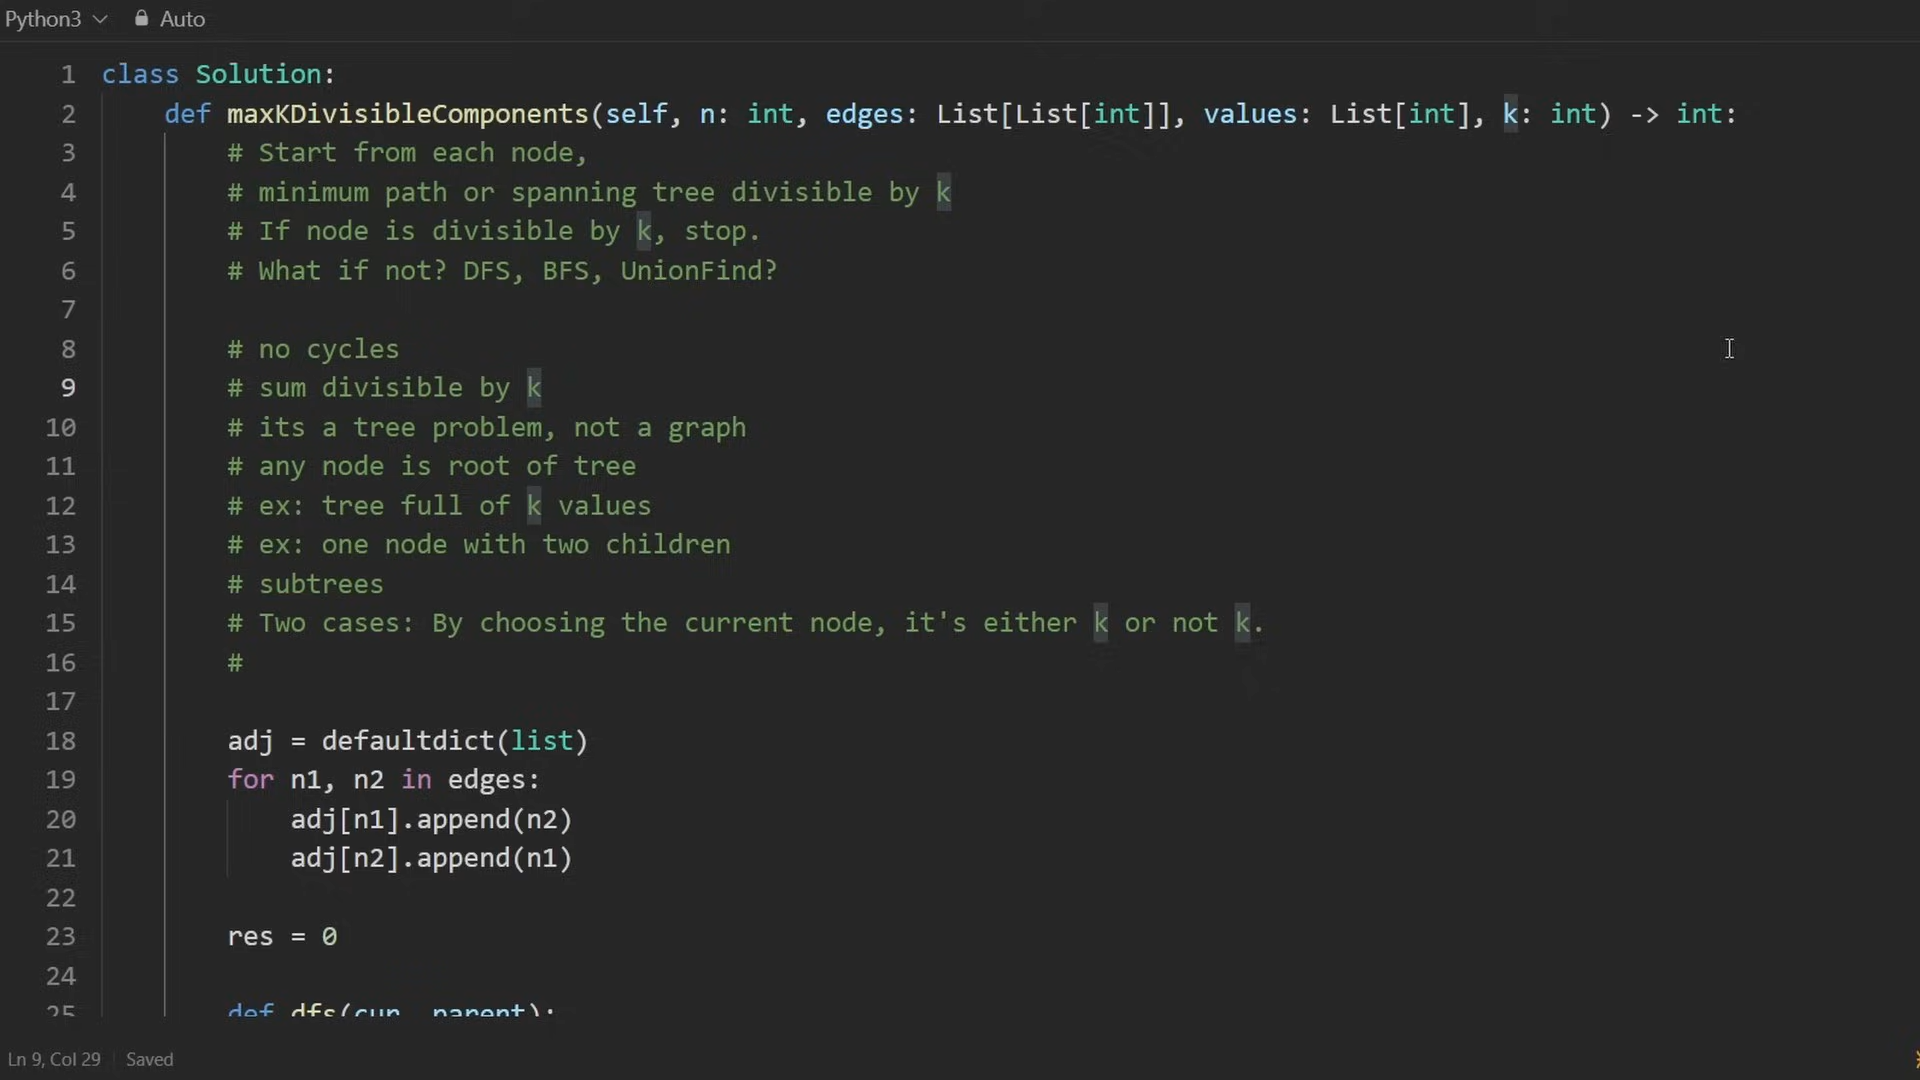 Python3 Auto
1 class Solution:
2 def maxKDivisibleComponents(self, n: int, edges: List[List[int]], values: List[int], k: int) -> int:
3 # Start from each node,
4 # minimum path or spanning tree divisible by k
5 # If node is divisible by k, stop.
6 # What if not? DFS, BFS, UnionFind?
7
8 # no cycles
9 # sum divisible by k
10 # its a tree problem, not a graph
11 # any node is root of tree
12 # ex: tree full of k values
13 # ex: one node with two children
14 # subtrees
15 # Two cases: By choosing the current node, it's either k or not k.
16 #
17
18 adj = defaultdict(list)
19 for n1, n2 in edges:
20 adj[n1].append(n2)
21 adj[n2].append(n1)
22
23 res = 0
24
25 def dfs(cur, parent):
Ln 9, Col 29 Saved